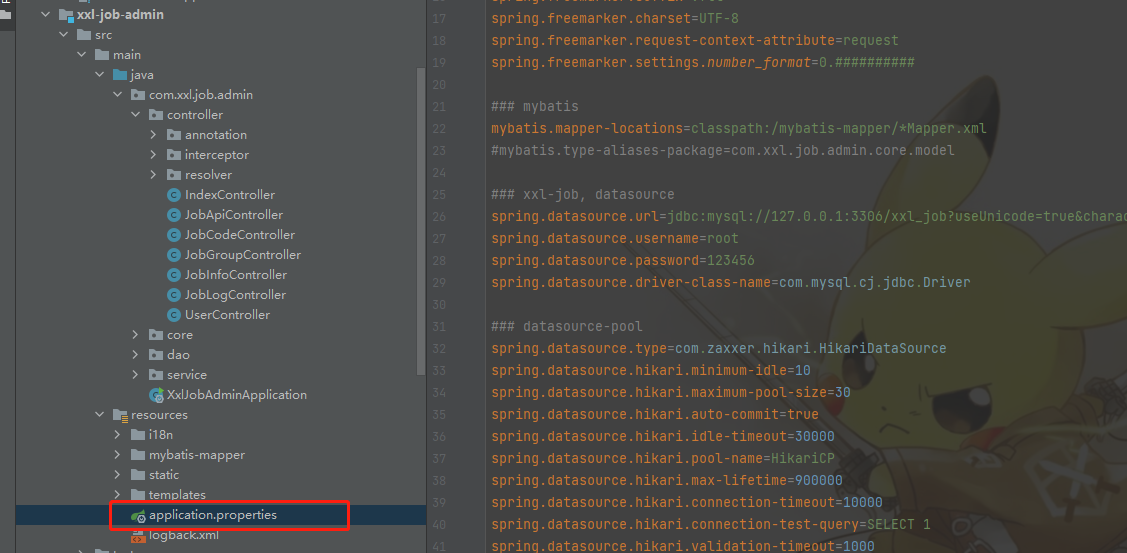 xxl-job-admin
src
main
java
com.xxl.job.admin
controller
annotation
interceptor
resolver
IndexController
JobApiController
JobCodeController
JobGroupController
JobInfoController
JobLogController
UserController
core
dao
service
XxlJobAdminApplication
resources
i18n
mybatis-mapper
static
templates
application.properties
logback.xml
17 spring.freemarker.charset=UTF-8
18 spring.freemarker.request-context-attribute=request
19 spring.freemarker.settings.number_format=0.##########
20
21 ### mybatis
22 mybatis.mapper-locations=classpath:/mybatis-mapper/*Mapper.xml
23 #mybatis.type-aliases-package=com.xxl.job.admin.core.model
24
25 ### xxl-job, datasource
26 spring.datasource.url=jdbc:mysql://127.0.0.1:3306/xxl_job?useUnicode=true&charac
27 spring.datasource.username=root
28 spring.datasource.password=123456
29 spring.datasource.driver-class-name=com.mysql.cj.jdbc.Driver
30
31 ### datasource-pool
32 spring.datasource.type=com.zaxxer.hikari.HikariDataSource
33 spring.datasource.hikari.minimum-idle=10
34 spring.datasource.hikari.maximum-pool-size=30
35 spring.datasource.hikari.auto-commit=true
36 spring.datasource.hikari.idle-timeout=30000
37 spring.datasource.hikari.pool-name=HikariCP
38 spring.datasource.hikari.max-lifetime=900000
39 spring.datasource.hikari.connection-timeout=10000
40 spring.datasource.hikari.connection-test-query=SELECT 1
41 spring.datasource.hikari.validation-timeout=1000